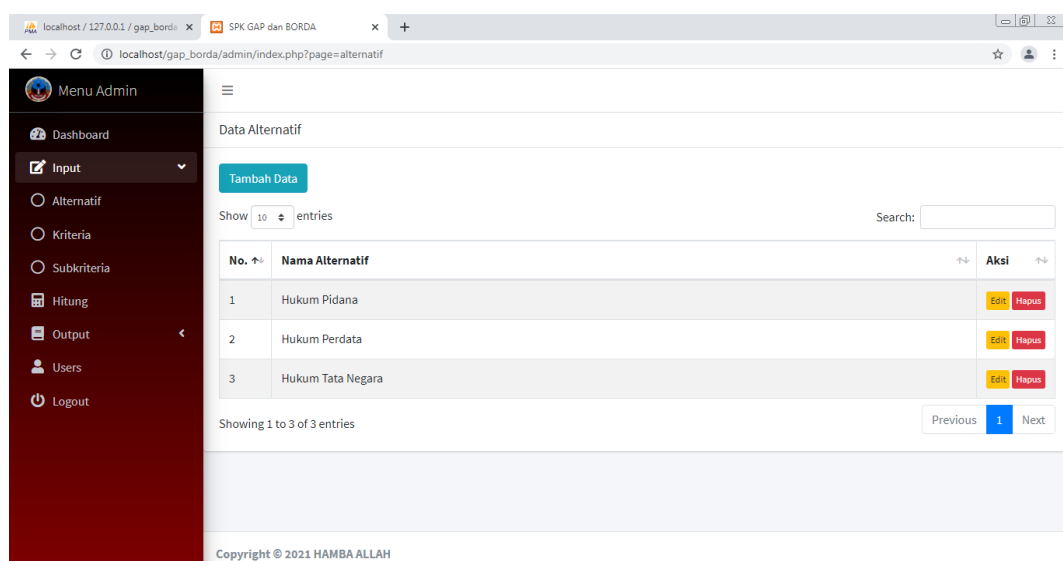 localhost / 127.0.0.1 / gap_borda
SPK GAP dan BORDA
localhost/gap_borda/admin/index.php?page=alternatif
Menu Admin
Dashboard
Input
Alternatif
Kriteria
Subkriteria
Hitung
Output
Users
Logout
Data Alternatif
Tambah Data
Show 10 entries
Search:
No. Nama Alternatif Aksi
1 Hukum Pidana Edit Hapus
2 Hukum Perdata Edit Hapus
3 Hukum Tata Negara Edit Hapus
Showing 1 to 3 of 3 entries
Previous 1 Next
Copyright © 2021 HAMBA ALLAH